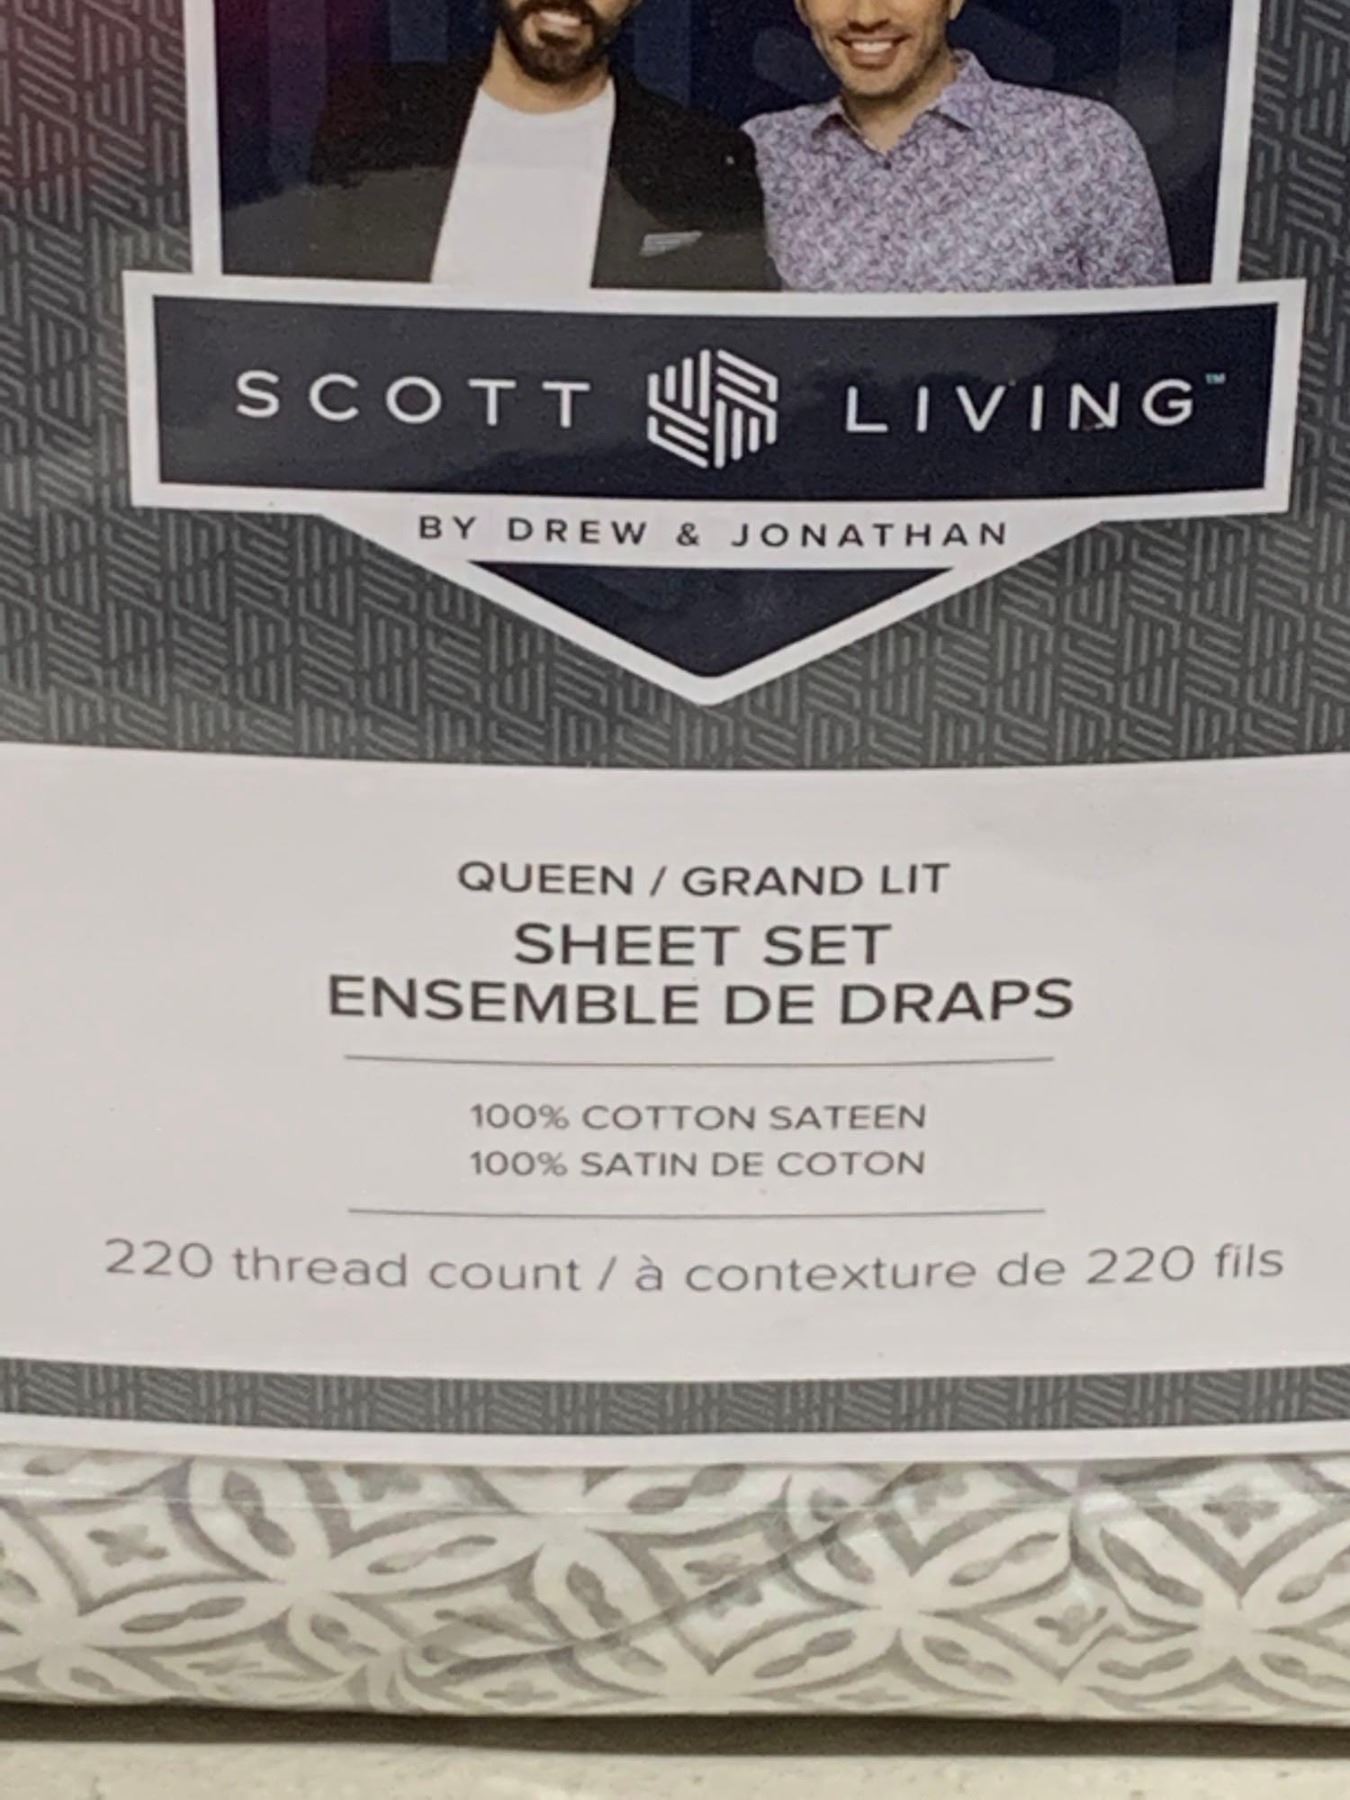 SCOTT LIVING™
BY DREW & JONATHAN
QUEEN / GRAND LIT
SHEET SET
ENSEMBLE DE DRAPS
100% COTTON SATEEN
100% SATIN DE COTON
220 thread count / à contexture de 220 fils